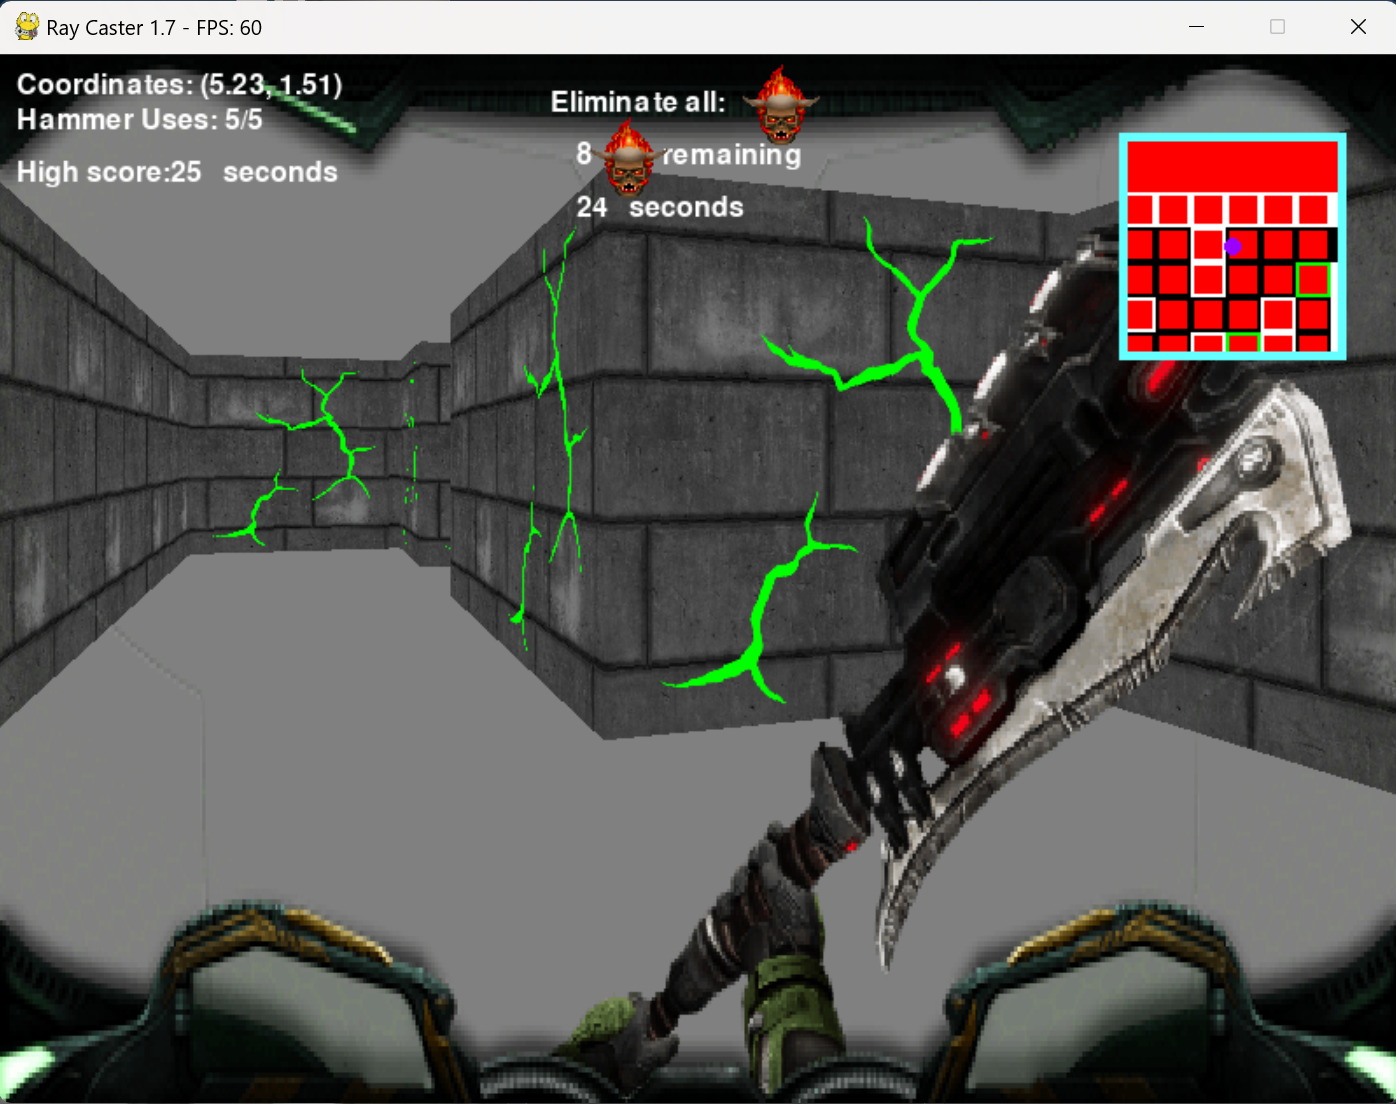 Ray Caster 1.7 - FPS: 60
Coordinates: (5.23, 1.51)
Hammer Uses: 5/5
High score:25 seconds
Eliminate all:
8 remaining
24 seconds